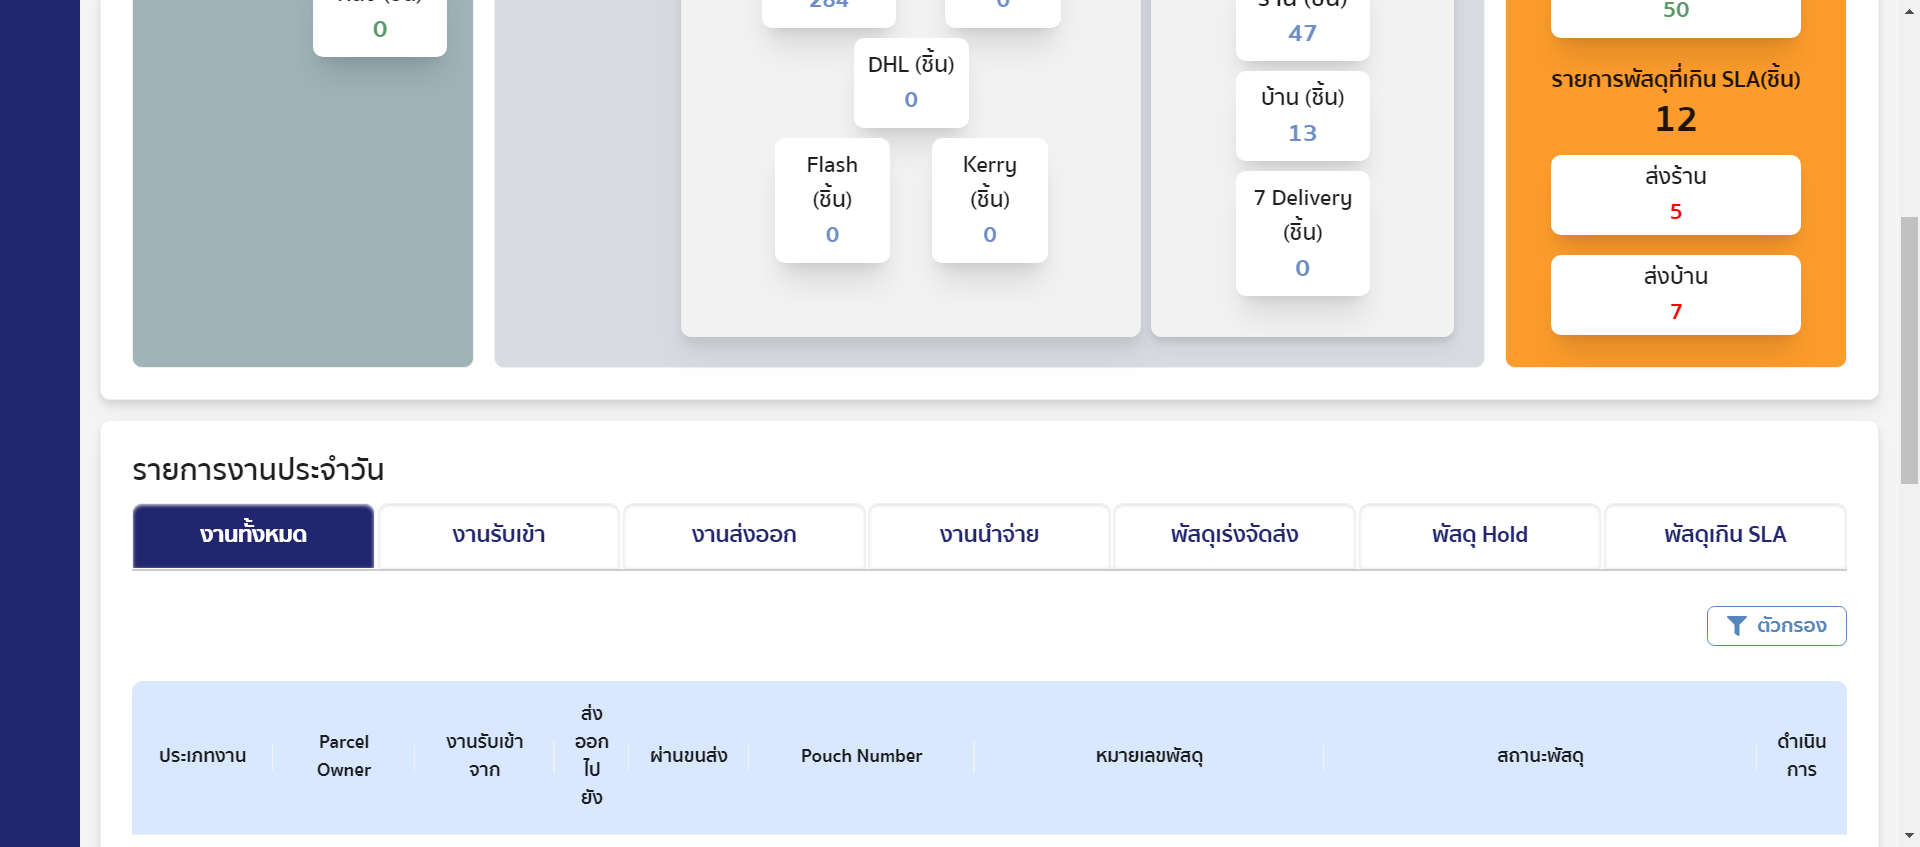 0
284
0
DHL (ชิ้น)
0
Flash
(ชิ้น)
0
Kerry
(ชิ้น)
0
ร้าน (ชิ้น)
47
บ้าน (ชิ้น)
13
7 Delivery
(ชิ้น)
0
50
รายการพัสดุที่เกิน SLA(ชิ้น)
12
ส่งร้าน
5
ส่งบ้าน
7
รายการงานประจำวัน
งานทั้งหมด
งานรับเข้า
งานส่งออก
งานนำจ่าย
พัสดุเร่งจัดส่ง
พัสดุ Hold
พัสดุเกิน SLA
ตัวกรอง
ประเภทงาน
Parcel
Owner
งานรับเข้า
จาก
ส่ง
ออก
ไป
ยัง
ผ่านขนส่ง
Pouch Number
หมายเลขพัสดุ
สถานะพัสดุ
ดำเนิน
การ